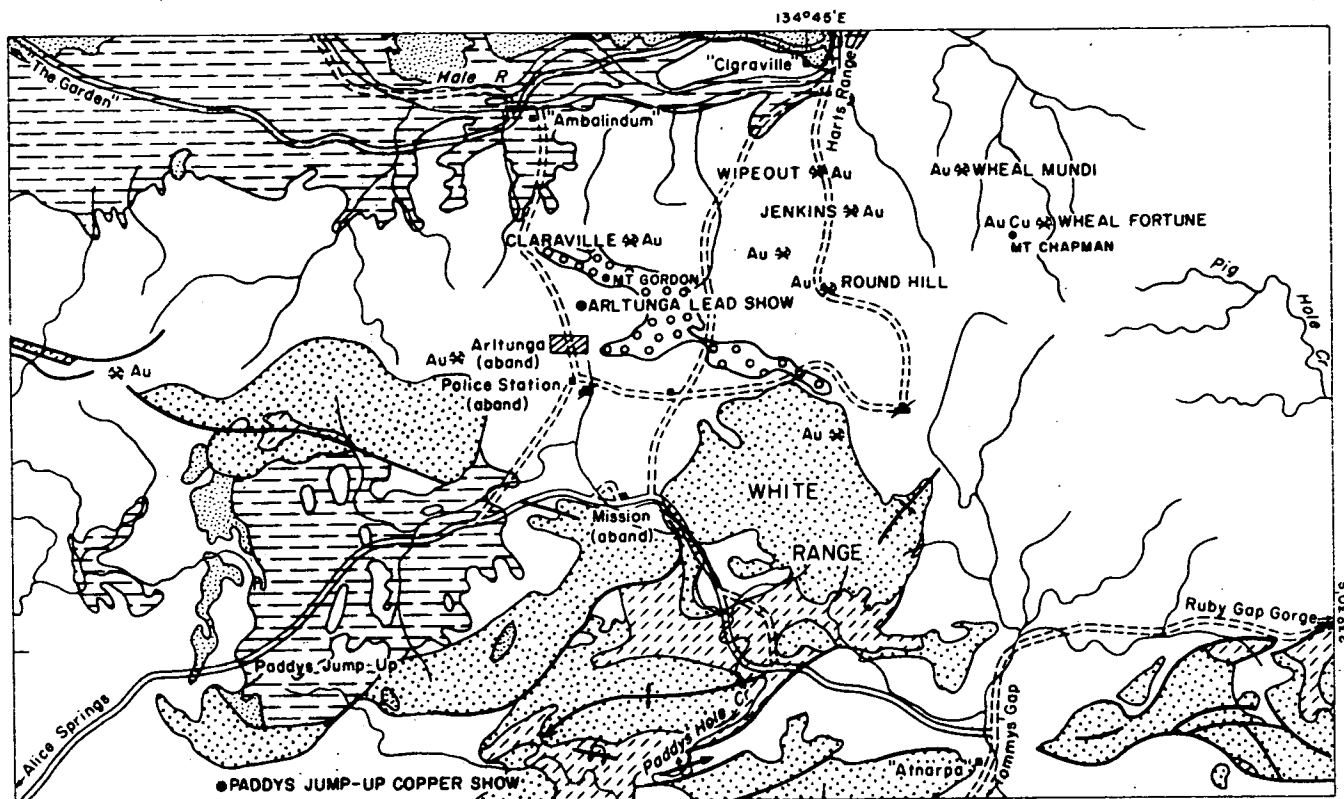 134°45'E
"The Garden"
Hale R
"Claraville"
Harts Range
"Ambalindum"
WIPEOUT Au
Au WHEAL MUNDI
JENKINS Au
Au Cu WHEAL FORTUNE
MT CHAPMAN
CLARAVILLE Au
Au
MT GORDON
Au ROUND HILL
Pig Hole Cr
ARLTUNGA LEAD SHOW
Au
Arltunga
(aband)
Au
Police Station
(aband)
Au
WHITE
RANGE
Mission
(aband)
Ruby Gap Gorge
Paddys Jump-Up
Alice Springs
Paddys Hole C
Tommys Gap
"Atnarpa"
PADDYS JUMP-UP COPPER SHOW